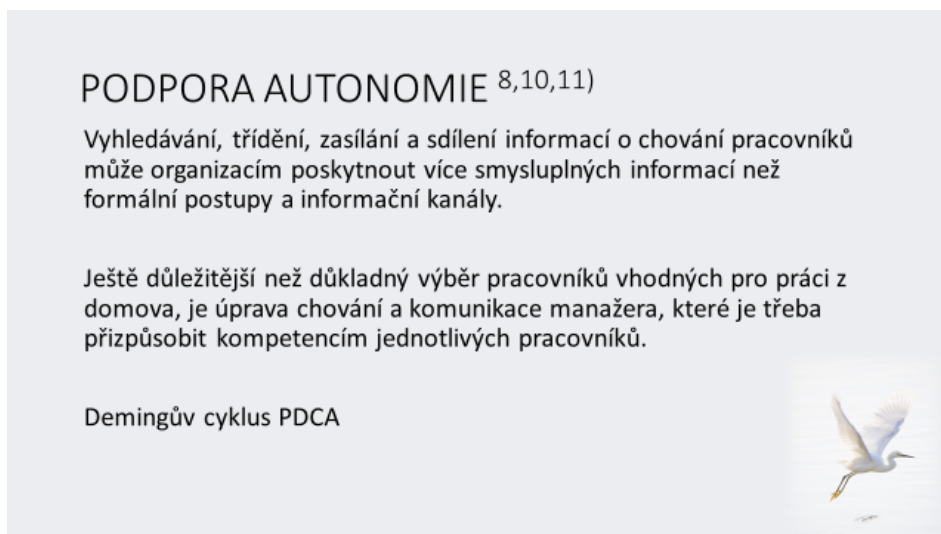 PODPORA AUTONOMIE 8,10,11)
Vyhledávání, třídění, zasílání a sdílení informací o chování pracovníků
může organizacím poskytnout více smysluplných informací než
formální postupy a informační kanály.
Ještě důležitější než důkladný výběr pracovníků vhodných pro práci z
domova, je úprava chování a komunikace manažera, které je třeba
přizpůsobit kompetencím jednotlivých pracovníků.
Demingův cyklus PDCA